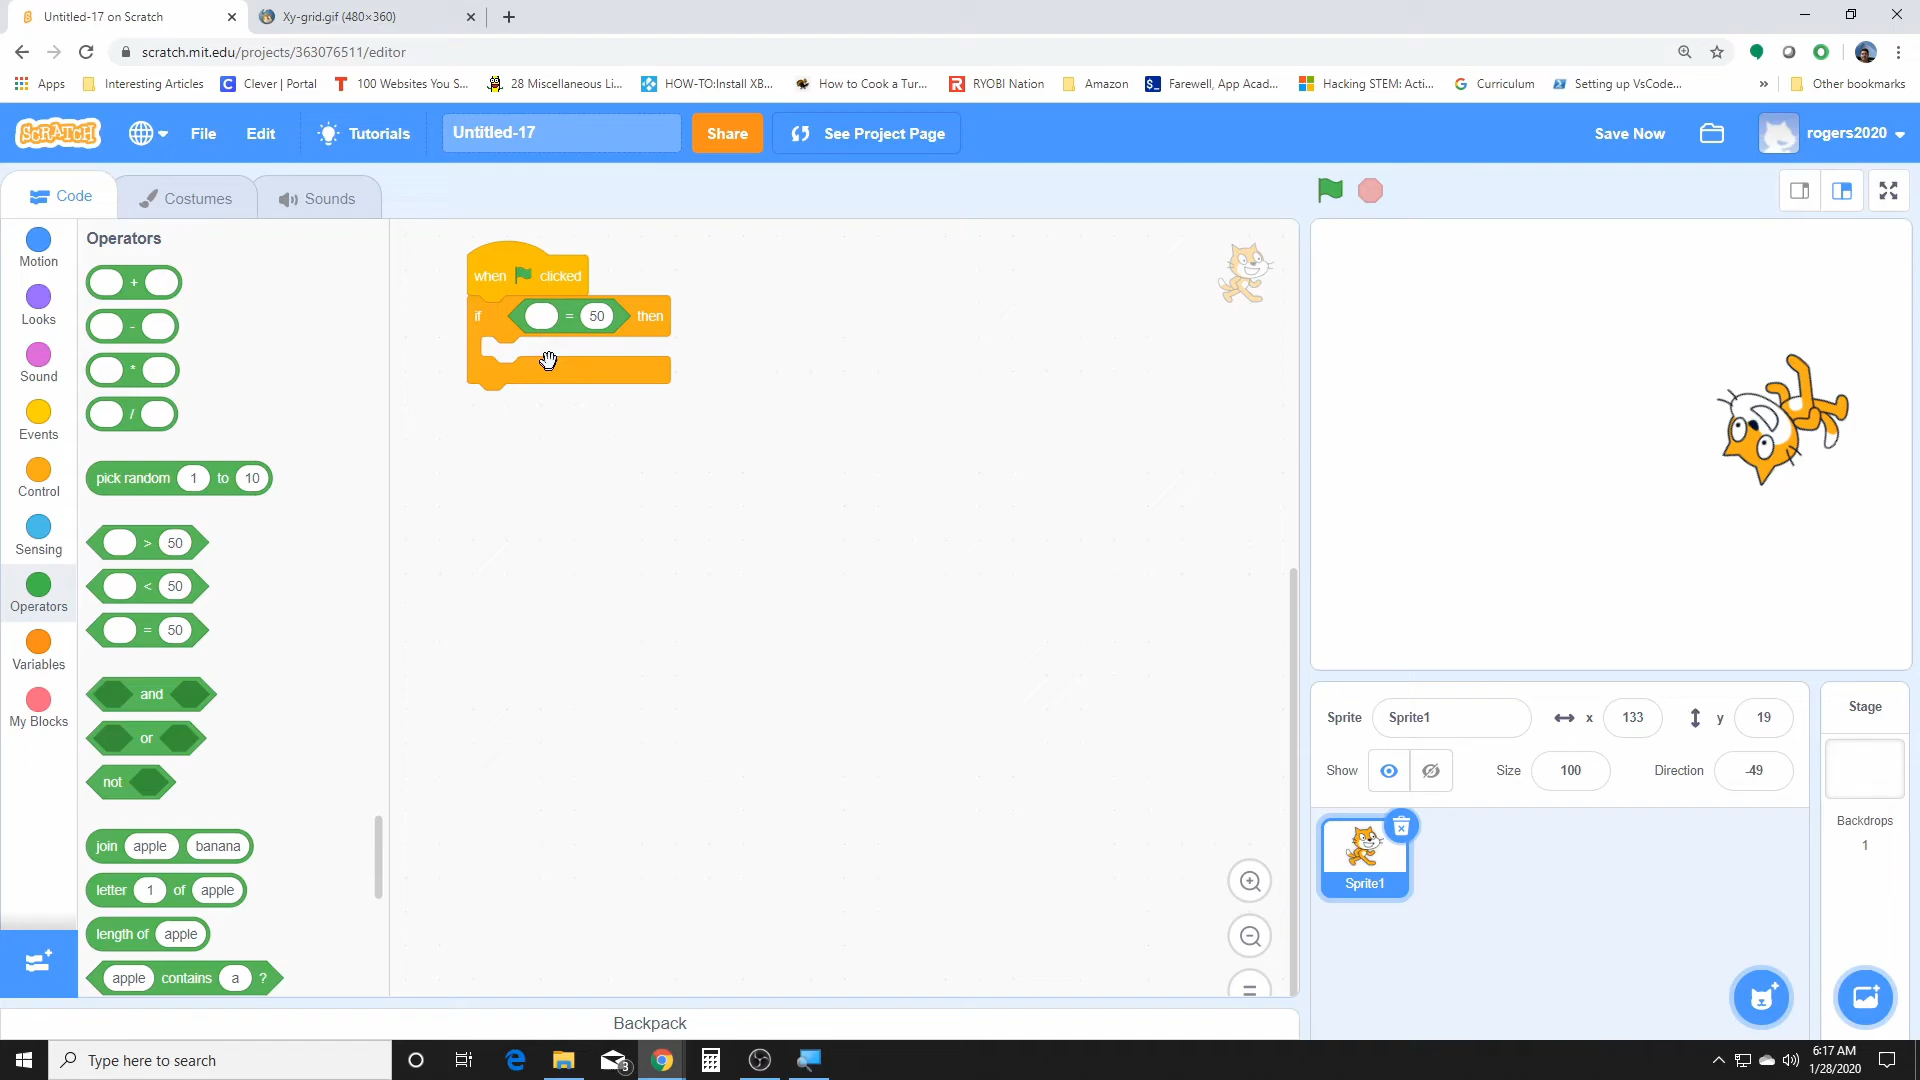 Untitled-17 on Scratch
Xy-grid.gif (480×360)
scratch.mit.edu/projects/363076511/editor
Apps Interesting Articles Clever | Portal 100 Websites You S... 28 Miscellaneous Li... HOW-TO:Install XB... How to Cook a Tur... RYOBI Nation Amazon Farewell, App Acad... Hacking STEM: Acti... Curriculum Setting up VsCode... » Other bookmarks
SCRATCH File Edit Tutorials Untitled-17 Share See Project Page Save Now rogers2020
Code Costumes Sounds
Motion
Looks
Sound
Events
Control
Sensing
Operators
Variables
My Blocks
Operators
+
-
*
/
pick random 1 to 10
> 50
< 50
= 50
and
or
not
join apple banana
letter 1 of apple
length of apple
apple contains a ?
when clicked
if = 50 then
Sprite Sprite1 x 133 y 19
Show Size 100 Direction -49
Sprite1
Stage
Backdrops
1
Backpack
Type here to search
3
6:17 AM
1/28/2020